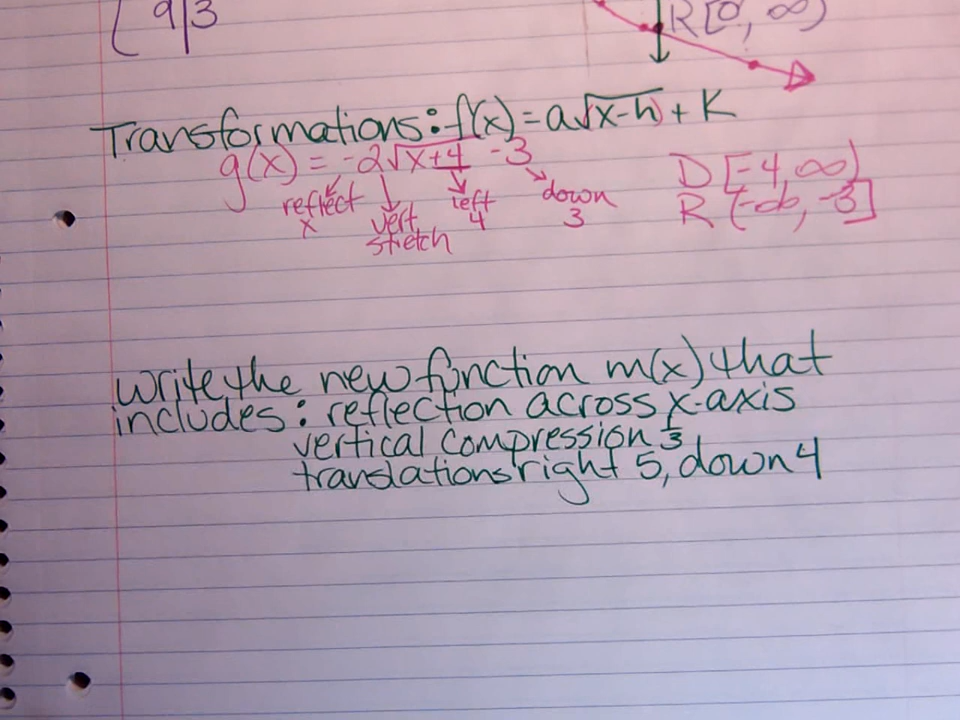 9|3
R[0, ∞)
Transformations: f(x) = a√x-h + K
g(x) = -2√x+4 -3
D [-4, ∞)
reflect x
vert stretch
left 4
down 3
R (-∞, -3]
Write the new function m(x) that
includes: reflection across x-axis
vertical compression 1/3
translations right 5, down 4